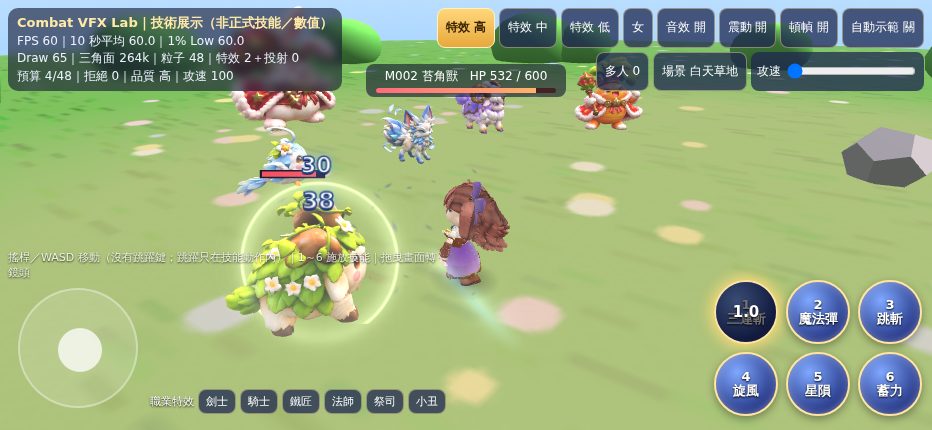 Combat VFX Lab｜技術展示（非正式技能／數值）
FPS 60｜10 秒平均 60.0｜1% Low 60.0
Draw 65｜三角面 264k｜粒子 48｜特效 2＋投射 0
預算 4/48｜拒絕 0｜品質 高｜攻速 100
特效 高
特效 中
特效 低
女
音效 開
震動 開
頓幀 開
自動示範 關
M002 苔角獸 HP 532 / 600
多人 0
場景 白天草地
攻速
30
38
搖桿／WASD 移動（沒有跳躍鍵；跳躍只在技能動作內）｜1～6 施放技能｜拖曳畫面轉
鏡頭
1
三連斬
1.0
2
魔法彈
3
跳斬
4
旋風
5
星隕
6
蓄力
職業特效
劍士
騎士
鐵匠
法師
祭司
小丑